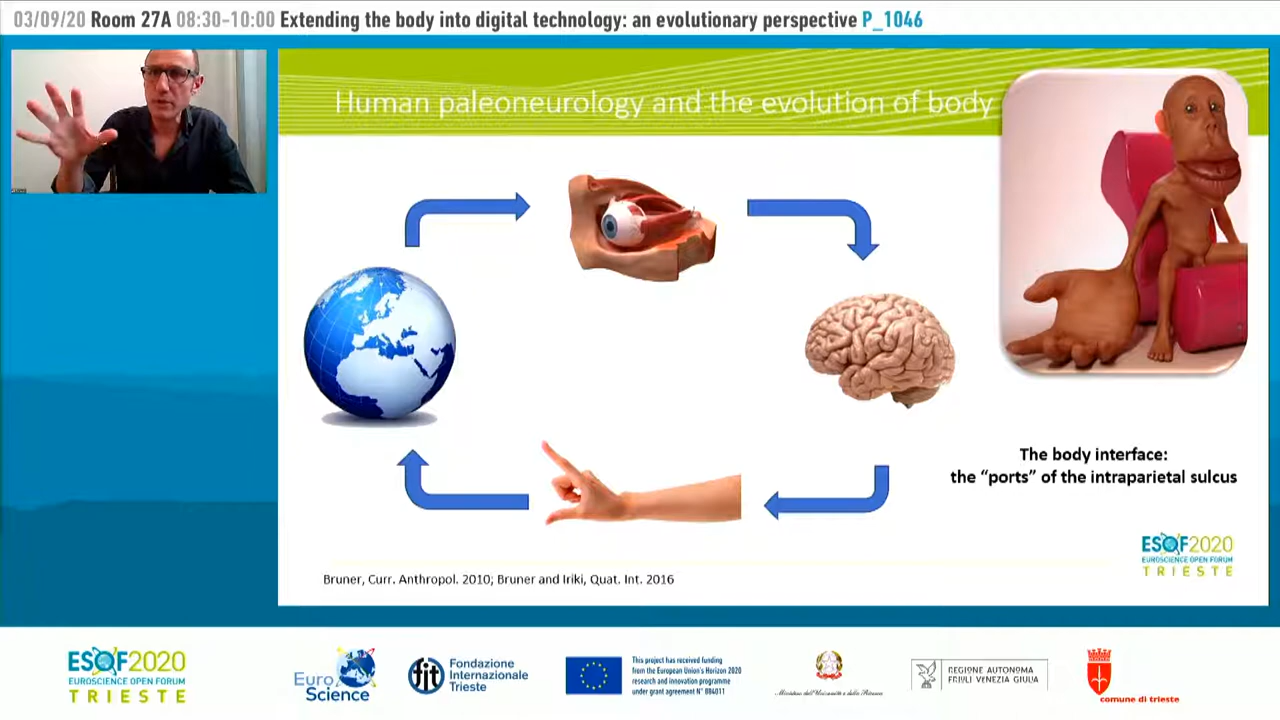 03/09/20 Room 27A 08:30-10:00 Extending the body into digital technology: an evolutionary perspective P_1046
Human paleoneurology and the evolution of body
The body interface:
the “ports” of the intraparietal sulcus
ESOF2020
EUROSCIENCE OPEN FORUM
TRIESTE
Bruner, Curr. Anthropol. 2010; Bruner and Iriki, Quat. Int. 2016
ESOF2020
EUROSCIENCE OPEN FORUM
TRIESTE
Euro
Science
fit
Fondazione
Internazionale
Trieste
This project has received funding
from the European Union's Horizon 2020
research and innovation programme
under grant agreement N° 804011
Ministero dell'Università e della Ricerca
REGIONE AUTONOMA
FRIULI VENEZIA GIULIA
comune di trieste